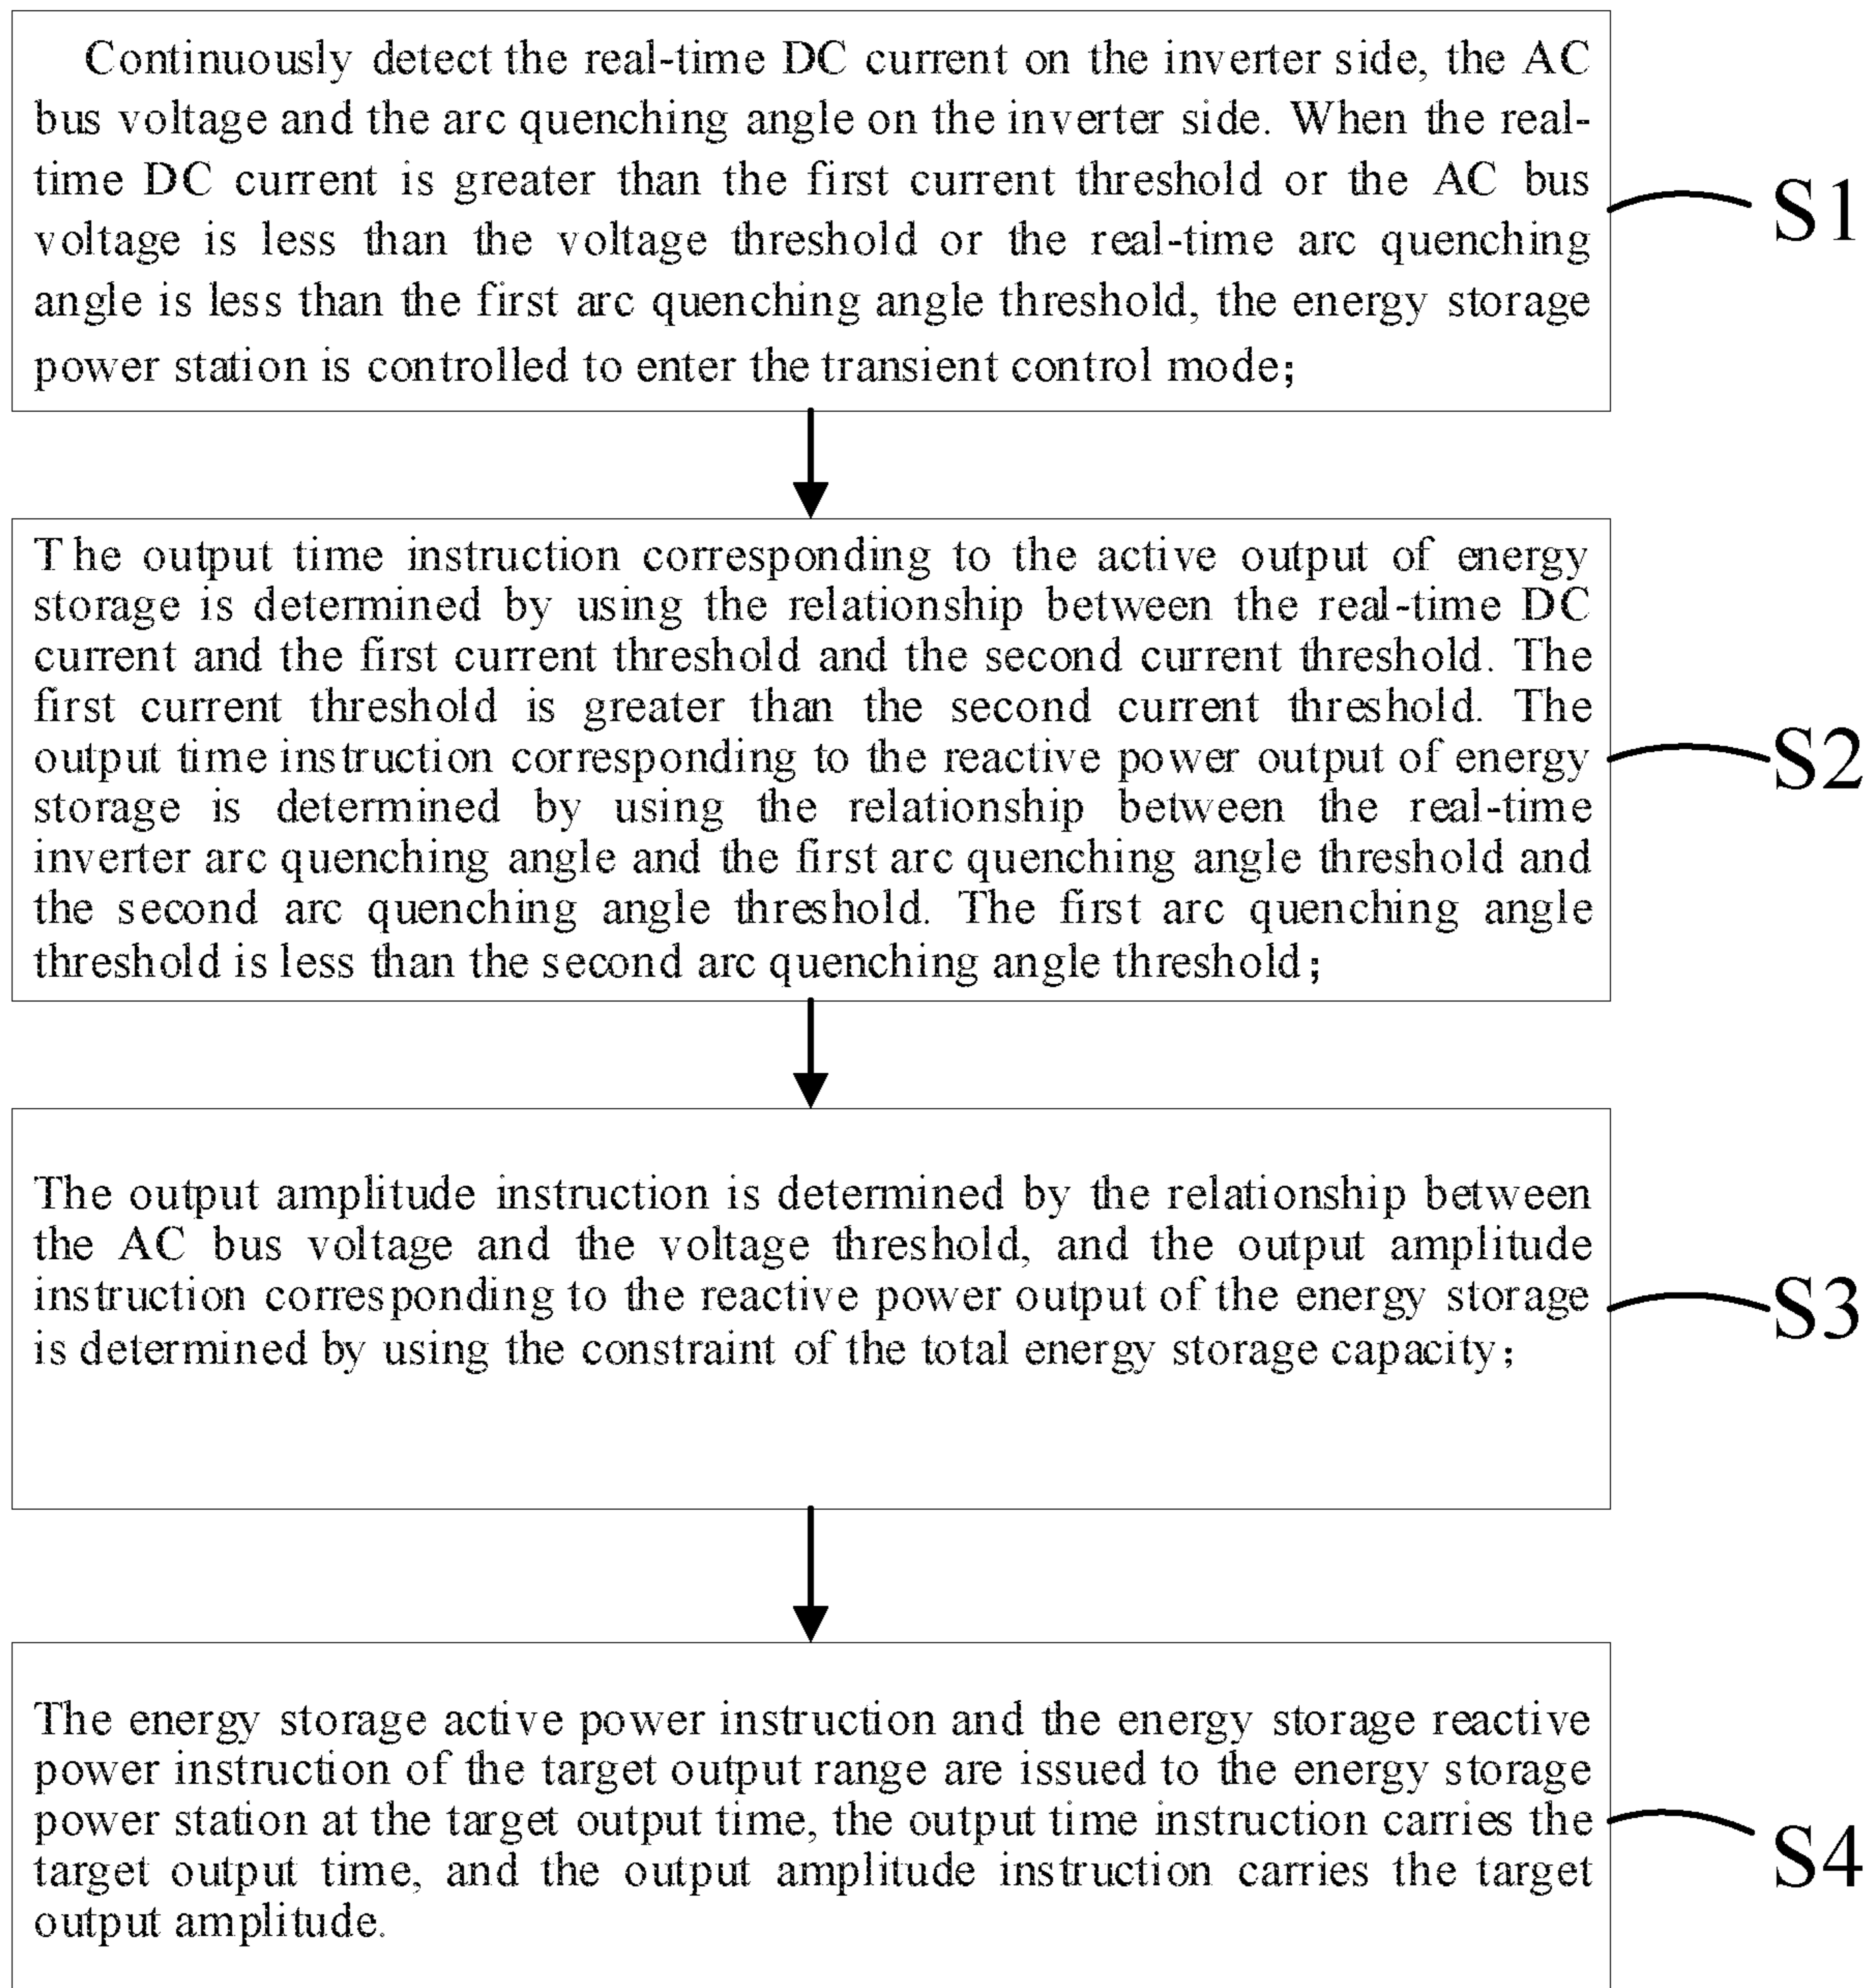 Continuously detect the real-time DC current on the inverter side, the AC
bus voltage and the arc quenching angle on the inverter side. When the real-
time DC current is greater than the first current threshold or the AC bus
voltage is less than the voltage threshold or the real-time arc quenching
angle is less than the first arc quenching angle threshold, the energy storage
power station is controlled to enter the transient control mode;
S1
The output time instruction corresponding to the active output of energy
storage is determined by using the relationship between the real-time DC
current and the first current threshold and the second current threshold. The
first current threshold is greater than the second current threshold. The
output time instruction corresponding to the reactive power output of energy
storage is determined by using the relationship between the real-time
inverter arc quenching angle and the first arc quenching angle threshold and
the second arc quenching angle threshold. The first arc quenching angle
threshold is less than the second arc quenching angle threshold;
S2
The output amplitude instruction is determined by the relationship between
the AC bus voltage and the voltage threshold, and the output amplitude
instruction corresponding to the reactive power output of the energy storage
is determined by using the constraint of the total energy storage capacity;
S3
The energy storage active power instruction and the energy storage reactive
power instruction of the target output range are issued to the energy storage
power station at the target output time, the output time instruction carries the
target output time, and the output amplitude instruction carries the target
output amplitude.
S4